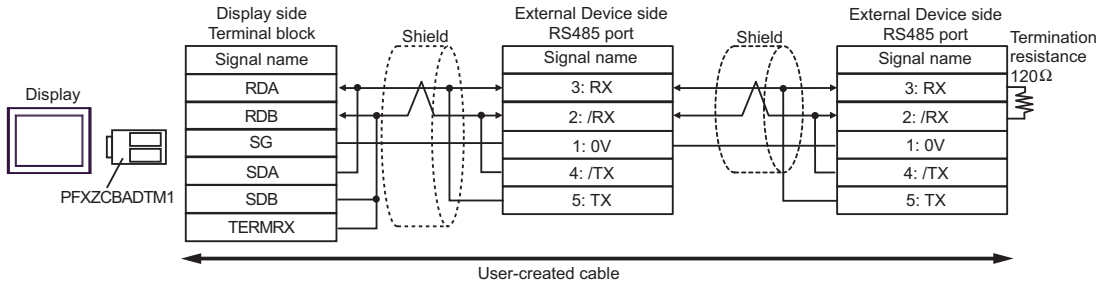 Display side
Terminal block
Shield
External Device side
RS485 port
Shield
External Device side
RS485 port
Termination
resistance
120Ω
Signal name
Signal name
Signal name
RDA
3: RX
3: RX
Display
RDB
2: /RX
2: /RX
SG
1: 0V
1: 0V
SDA
4: /TX
4: /TX
PFXZCBADTM1
SDB
5: TX
5: TX
TERMRX
User-created cable